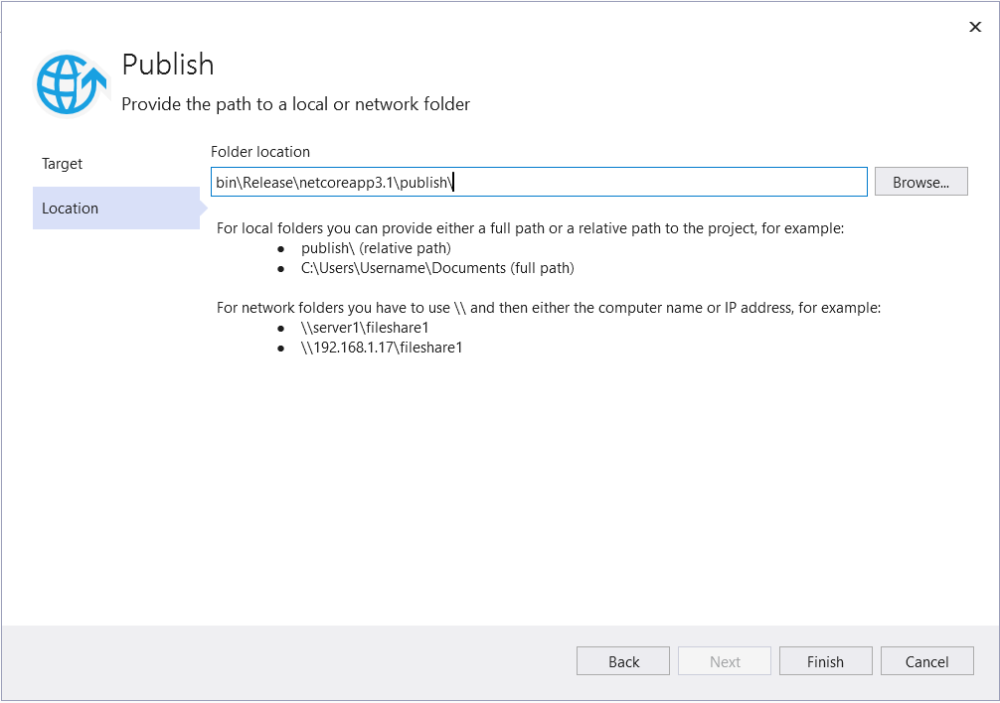 Publish
Provide the path to a local or network folder
Target
Location
Folder location
bin\Release\netcoreapp3.1\publish\
Browse...
For local folders you can provide either a full path or a relative path to the project, for example:
● publish\ (relative path)
● C:\Users\Username\Documents (full path)
For network folders you have to use \\ and then either the computer name or IP address, for example:
● \\server1\fileshare1
● \\192.168.1.17\fileshare1
Back Next Finish Cancel